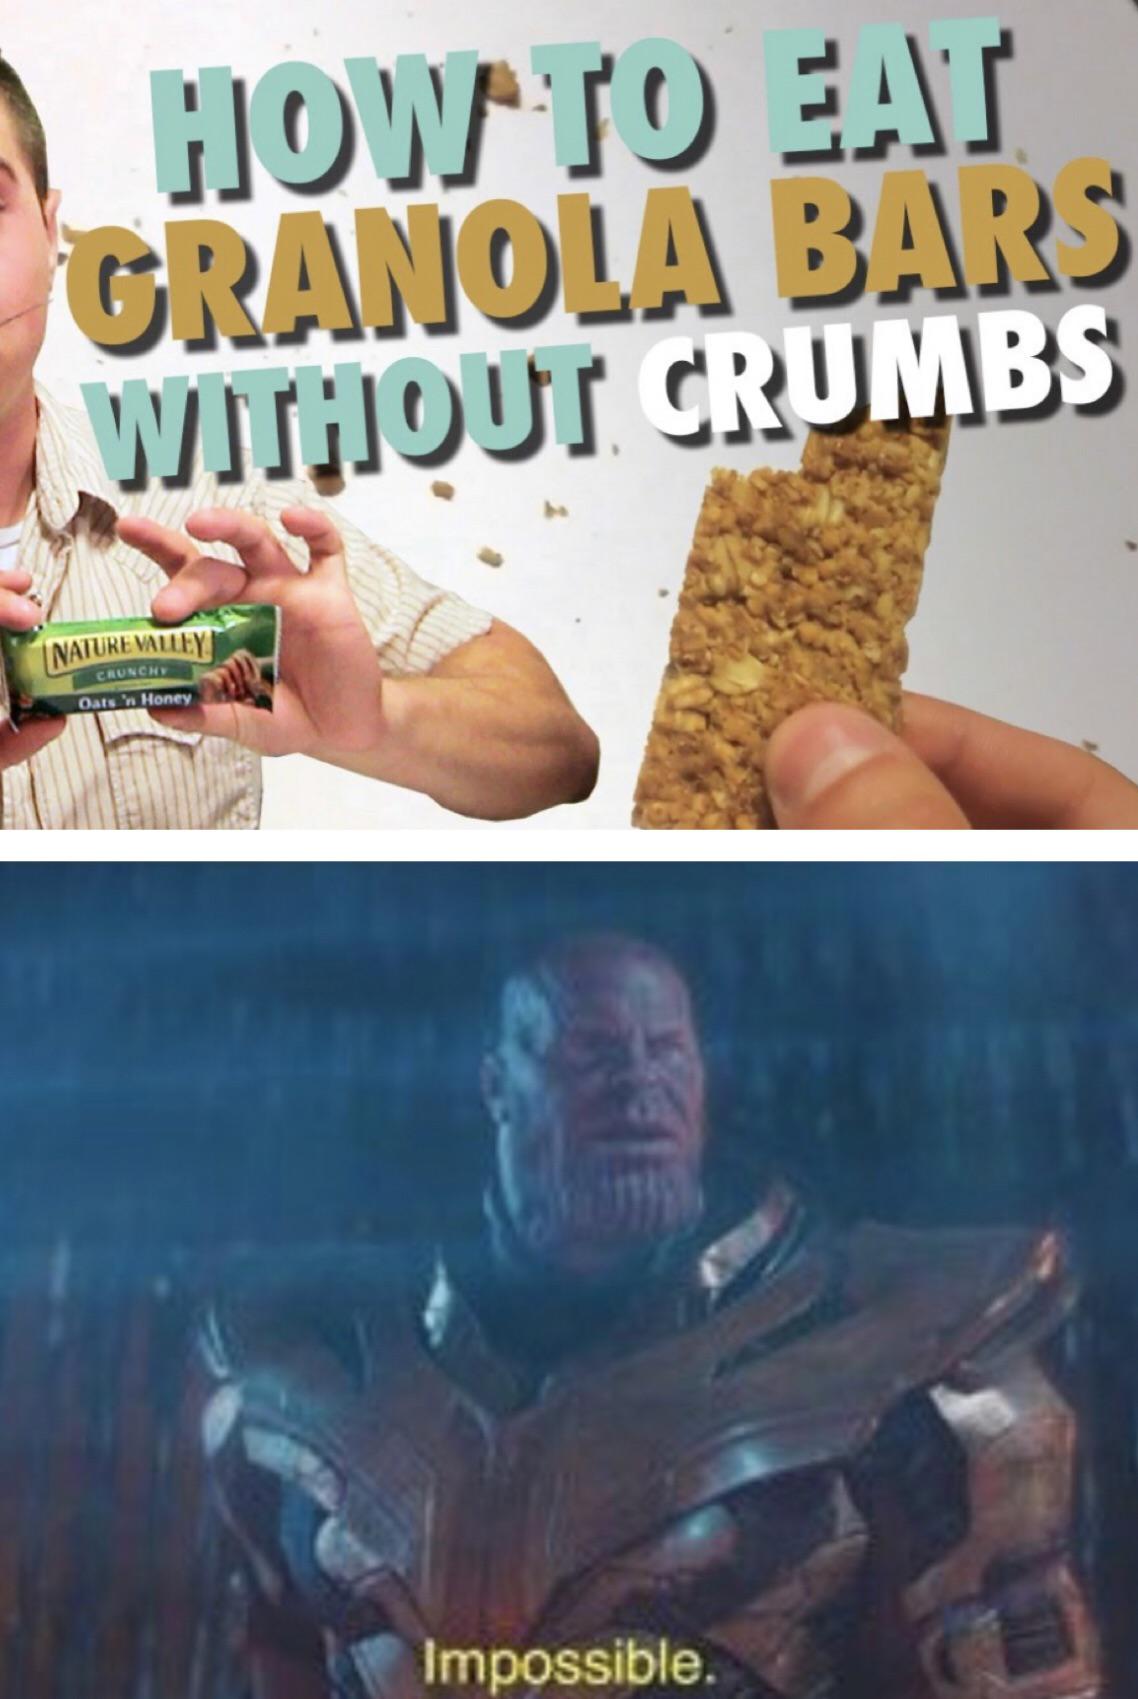 HOW TO EAT
GRANOLA BARS
WITHOUT CRUMBS
NATURE VALLEY
CRUNCHY
Oats 'n Honey
Impossible.